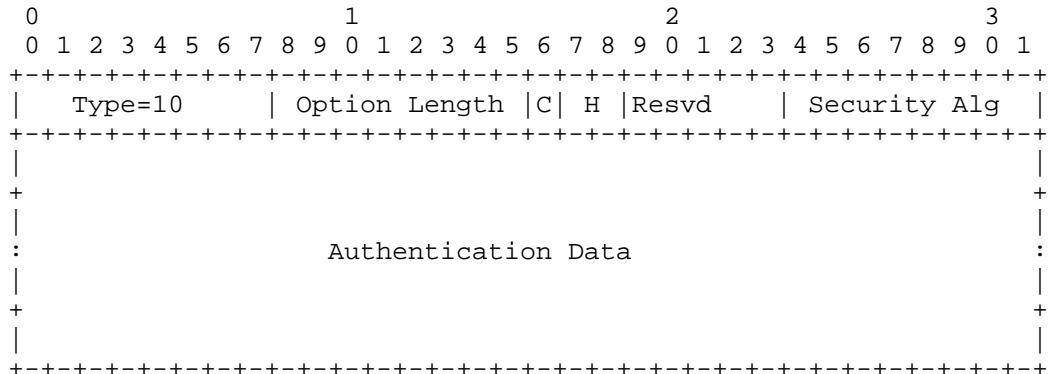 0                   1                   2                   3
 0 1 2 3 4 5 6 7 8 9 0 1 2 3 4 5 6 7 8 9 0 1 2 3 4 5 6 7 8 9 0 1
+-+-+-+-+-+-+-+-+-+-+-+-+-+-+-+-+-+-+-+-+-+-+-+-+-+-+-+-+-+-+-+-+
|   Type=10     | Option Length |C| H |Resvd    | Security Alg  |
+-+-+-+-+-+-+-+-+-+-+-+-+-+-+-+-+-+-+-+-+-+-+-+-+-+-+-+-+-+-+-+-+
|                                                               |
+                                                               +
|                                                               |
:                   Authentication Data                         :
|                                                               |
+                                                               +
|                                                               |
+-+-+-+-+-+-+-+-+-+-+-+-+-+-+-+-+-+-+-+-+-+-+-+-+-+-+-+-+-+-+-+-+